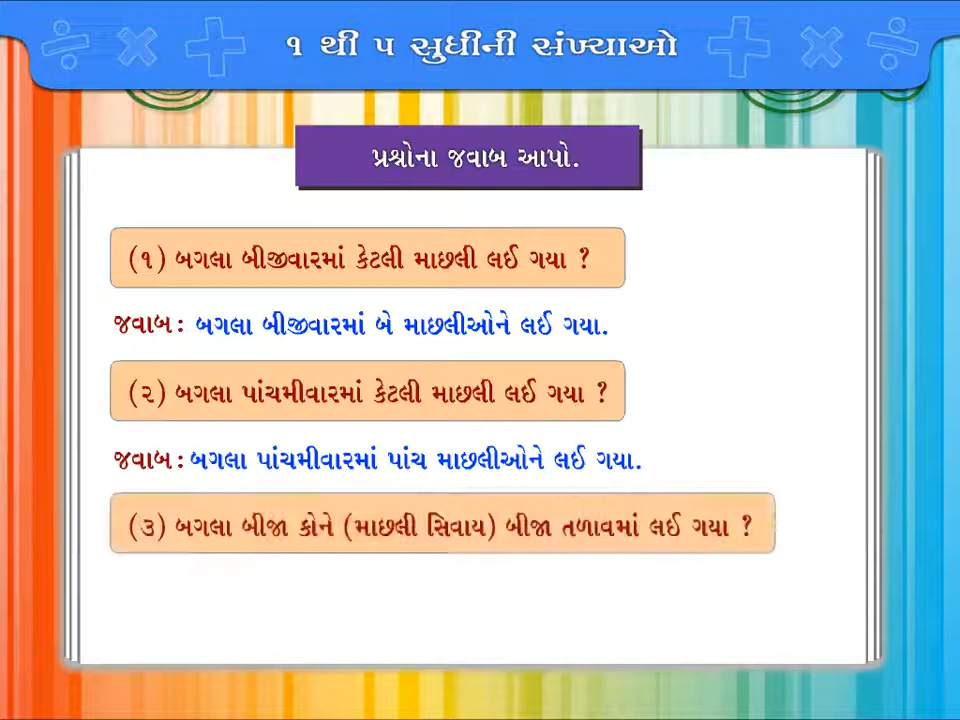 ૧ થી ૫ સુધીની સંખ્યાઓ
પ્રશ્નોના જવાબ આપો.
(૧) બગલા બીજીવારમાં કેટલી માછલી લઈ ગયા ?
જવાબ : બગલા બીજીવારમાં બે માછલીઓને લઈ ગયા.
(૨) બગલા પાંચમીવારમાં કેટલી માછલી લઈ ગયા ?
જવાબ : બગલા પાંચમીવારમાં પાંચ માછલીઓને લઈ ગયા.
(૩) બગલા બીજા કોને (માછલી સિવાય) બીજા તળાવમાં લઈ ગયા ?